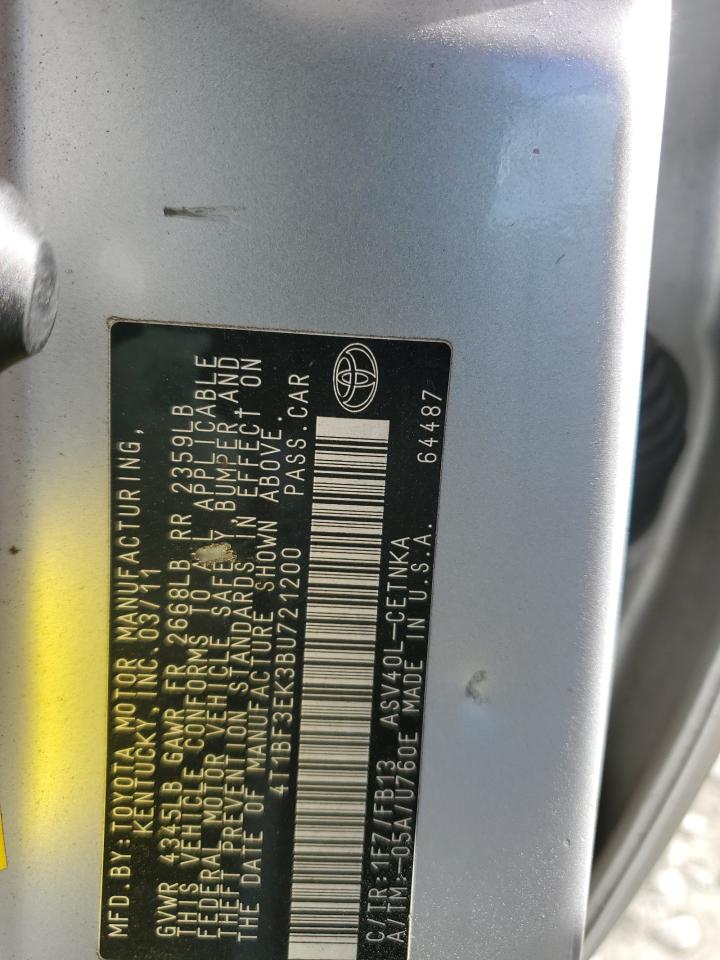 MFD.BY:TOYOTA MOTOR MANUFACTURING,
KENTUCKY, INC.03/11
GVWR 4345LB GAWR FR 2668LB RR 2359LB
THIS VEHICLE CONFORMS TO ALL APPLICABLE
FEDERAL MOTOR VEHICLE SAFETY, BUMPER AND
THEFT PREVENTION STANDARDS IN EFFECT ON
THE DATE OF MANUFACTURE SHOWN ABOVE.
4T1BF3EK3BU721200 PASS.CAR
C/TR:1F7/FB13 ASV40L-CETNKA
A/TM:-05A/U760E MADE IN U.S.A. 64487